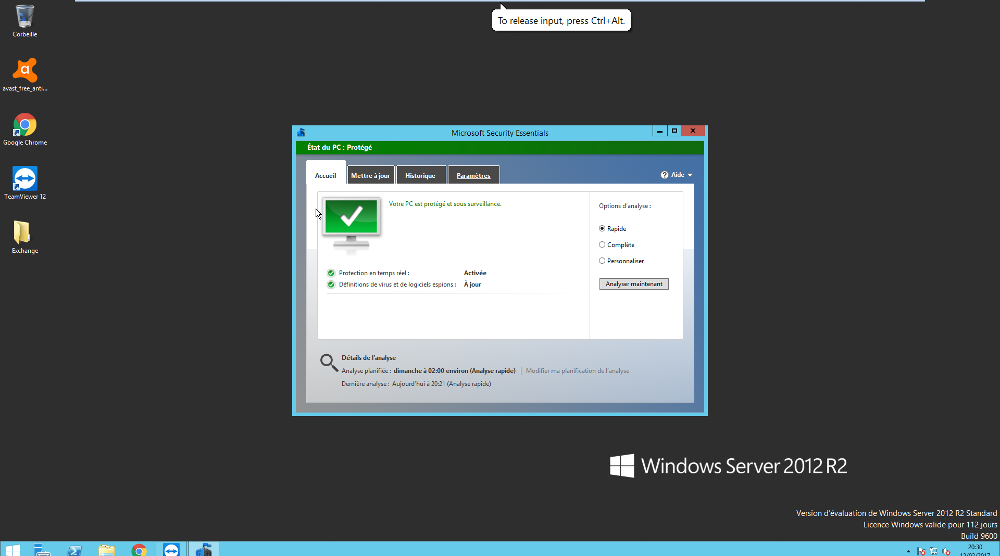 To release input, press Ctrl+Alt.
Corbeille
avast_free_anti...
Google Chrome
TeamViewer 12
Exchange
Microsoft Security Essentials
État du PC : Protégé
Accueil
Mettre à jour
Historique
Paramètres
Aide
Votre PC est protégé et sous surveillance.
Options d'analyse :
Rapide
Complète
Personnaliser
Protection en temps réel : Activée
Définitions de virus et de logiciels espions : À jour
Analyser maintenant
Détails de l'analyse
Analyse planifiée : dimanche à 02:00 environ (Analyse rapide) | Modifier ma planification de l'analyse
Dernière analyse : Aujourd'hui à 20:21 (Analyse rapide)
Windows Server 2012 R2
Version d'évaluation de Windows Server 2012 R2 Standard
Licence Windows valide pour 112 jours
Build 9600
20:30
12/02/2017